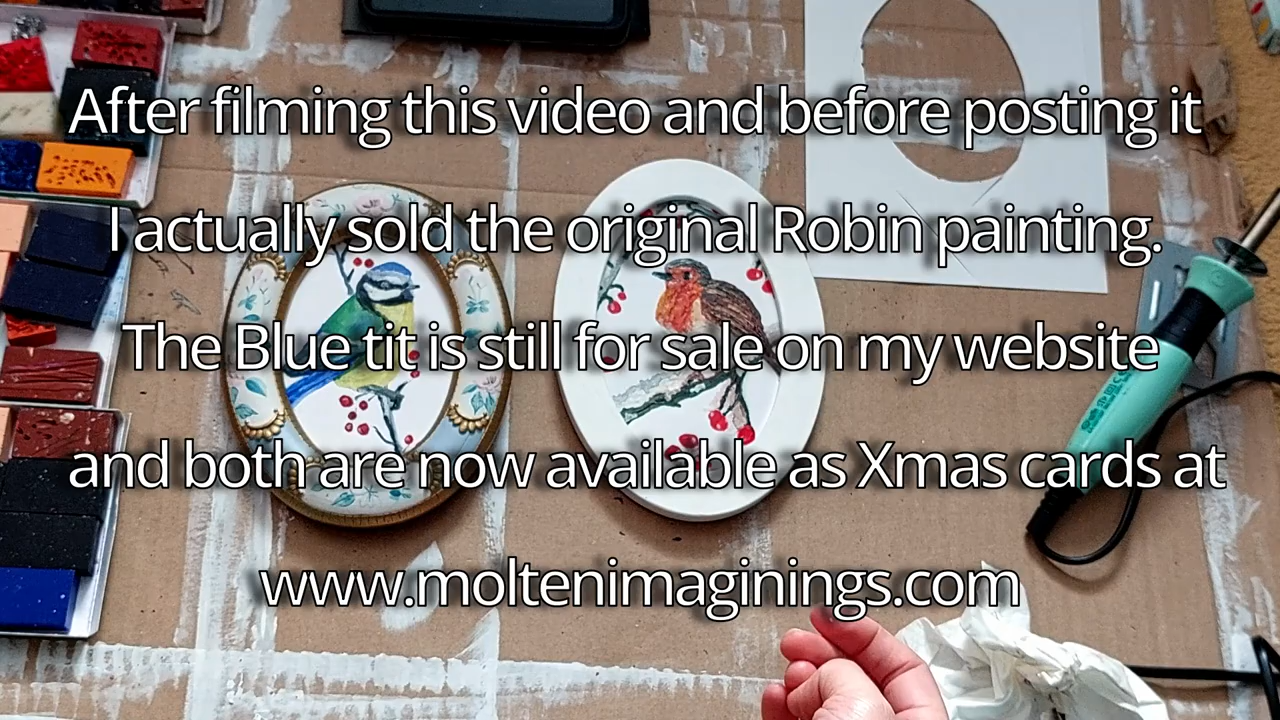 After filming this video and before posting it
I actually sold the original Robin painting.
The Blue tit is still for sale on my website
and both are now available as Xmas cards at
www.moltenimaginings.com